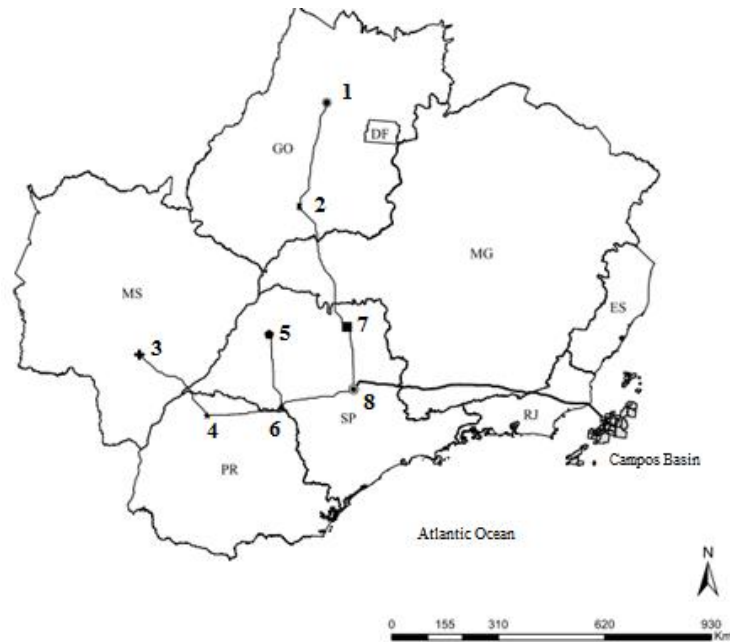 1
DF
GO
2
MG
MS
ES
5
7
3
8
4
6
SP
RJ
PR
Campos Basin
Atlantic Ocean
N
0 155 310 620 930
Km